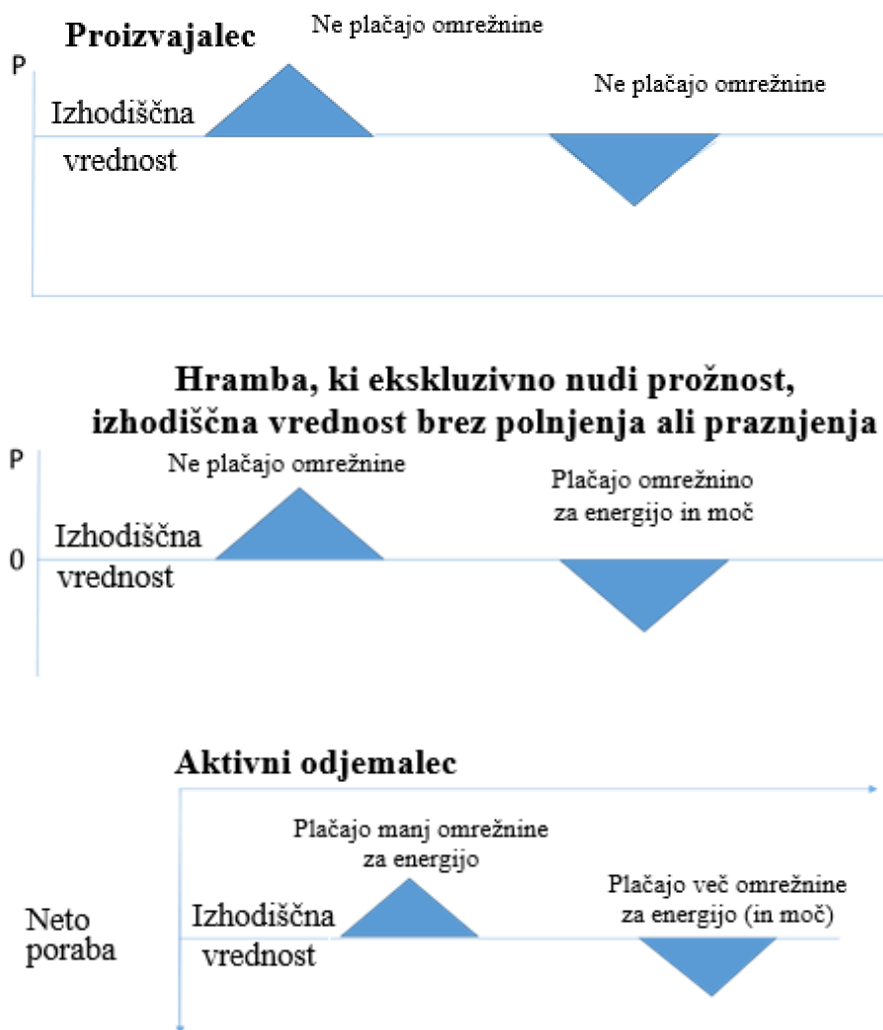 Proizvajalec
Ne plačajo omrežnine
P
Ne plačajo omrežnine
Izhodiščna
vrednost
Hramba, ki ekskluzivno nudi prožnost,
izhodiščna vrednost brez polnjenja ali praznjenja
P
Ne plačajo omrežnine
Plačajo omrežnino
za energijo in moč
Izhodiščna
0
vrednost
Aktivni odjemalec
Plačajo manj omrežnine
za energijo
Plačajo več omrežnine
za energijo (in moč)
Neto
poraba
Izhodiščna
vrednost